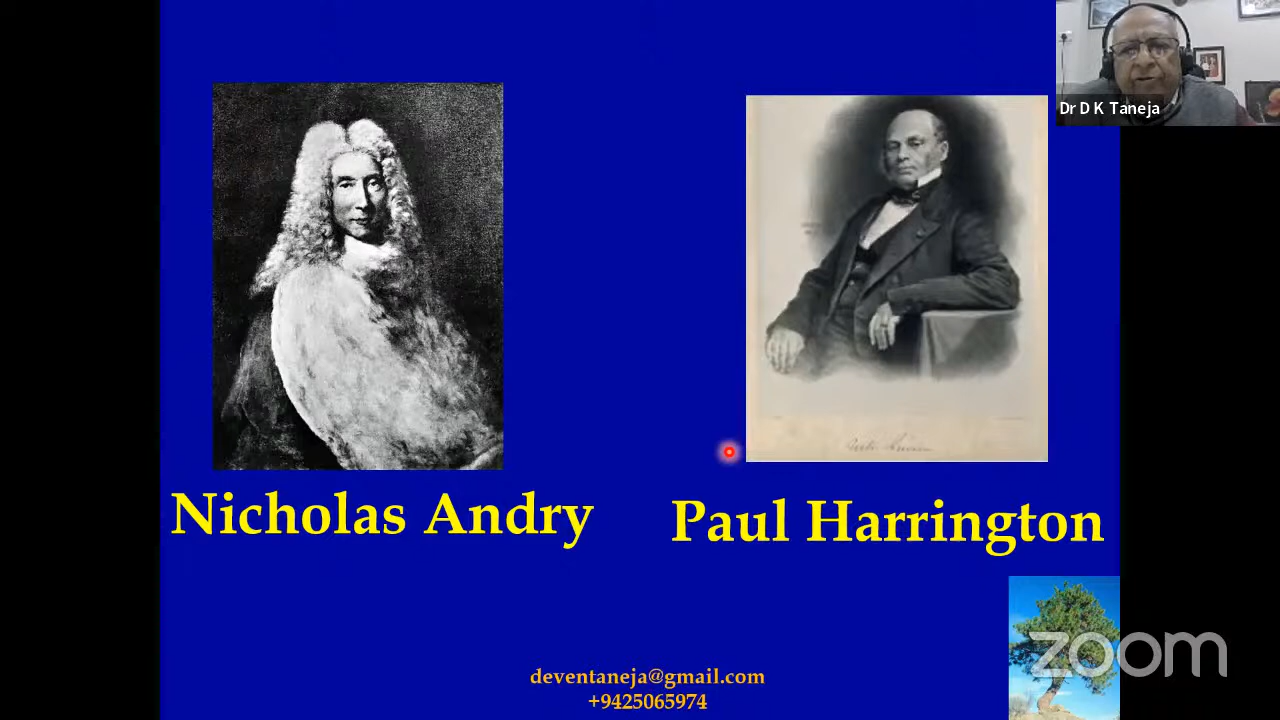 Dr D K Taneja
Nicholas Andry
Paul Harrington
deventaneja@gmail.com
+9425065974
zoom